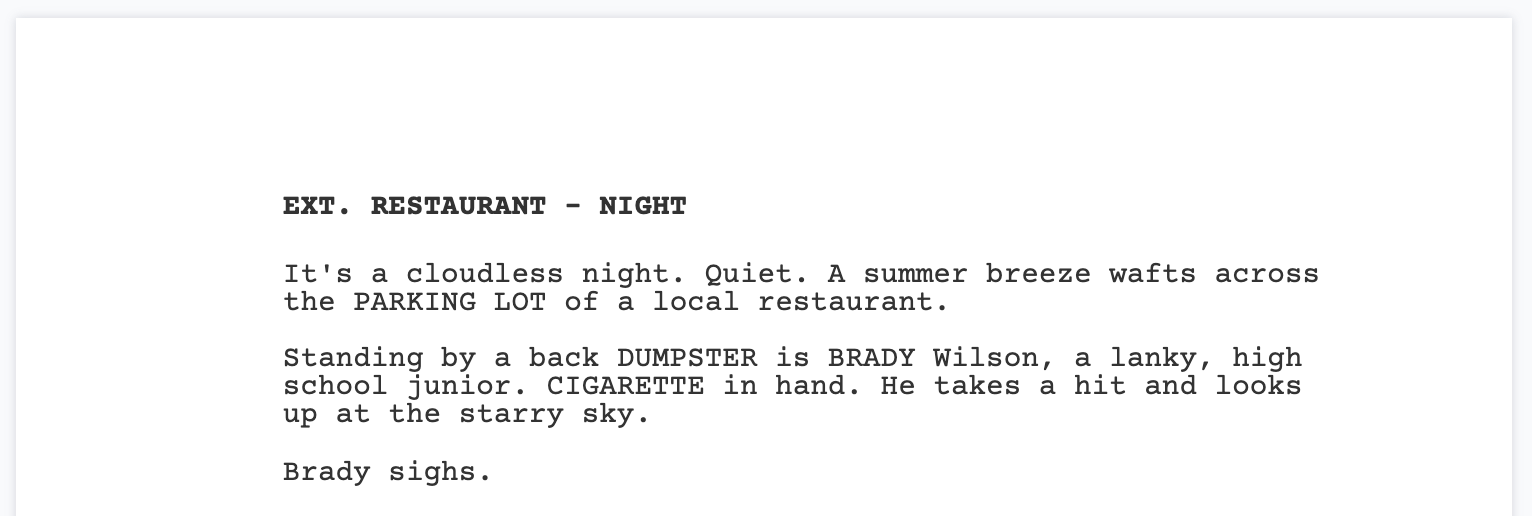 EXT. RESTAURANT - NIGHT
It's a cloudless night. Quiet. A summer breeze wafts across
the PARKING LOT of a local restaurant.
Standing by a back DUMPSTER is BRADY Wilson, a lanky, high
school junior. CIGARETTE in hand. He takes a hit and looks
up at the starry sky.
Brady sighs.